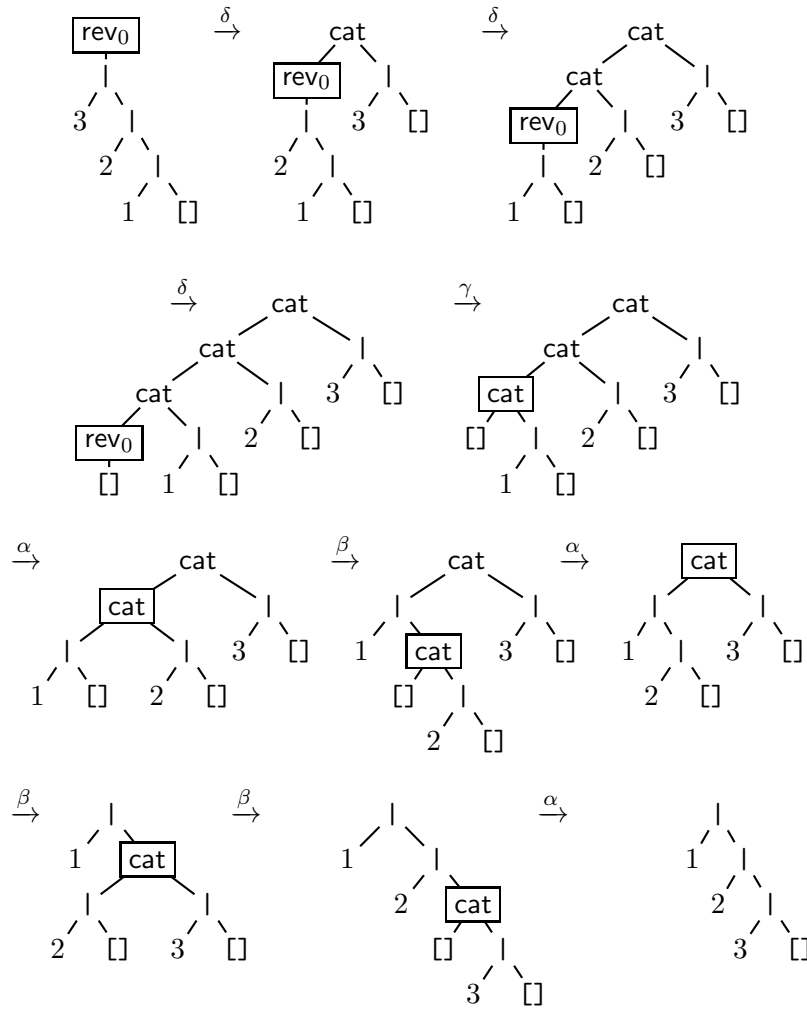 rev₀ δ→ cat δ→ cat
| rev₀ | cat |
3 | | 3 [] rev₀ | 3 []
2 | 2 | | 2 []
1 [] 1 [] 1 []
δ→ cat γ→ cat
cat | cat |
cat | 3 [] cat | 3 []
rev₀ | 2 [] [] | 2 []
[] 1 [] 1 []
α→ cat β→ cat α→ cat
cat | | | | |
| | 3 [] 1 cat 3 [] 1 | 3 []
1 [] 2 [] [] | 2 []
2 []
β→ | β→ | α→ |
1 cat 1 | 1 |
| | 2 cat 2 |
2 [] 3 [] [] | 3 []
3 []